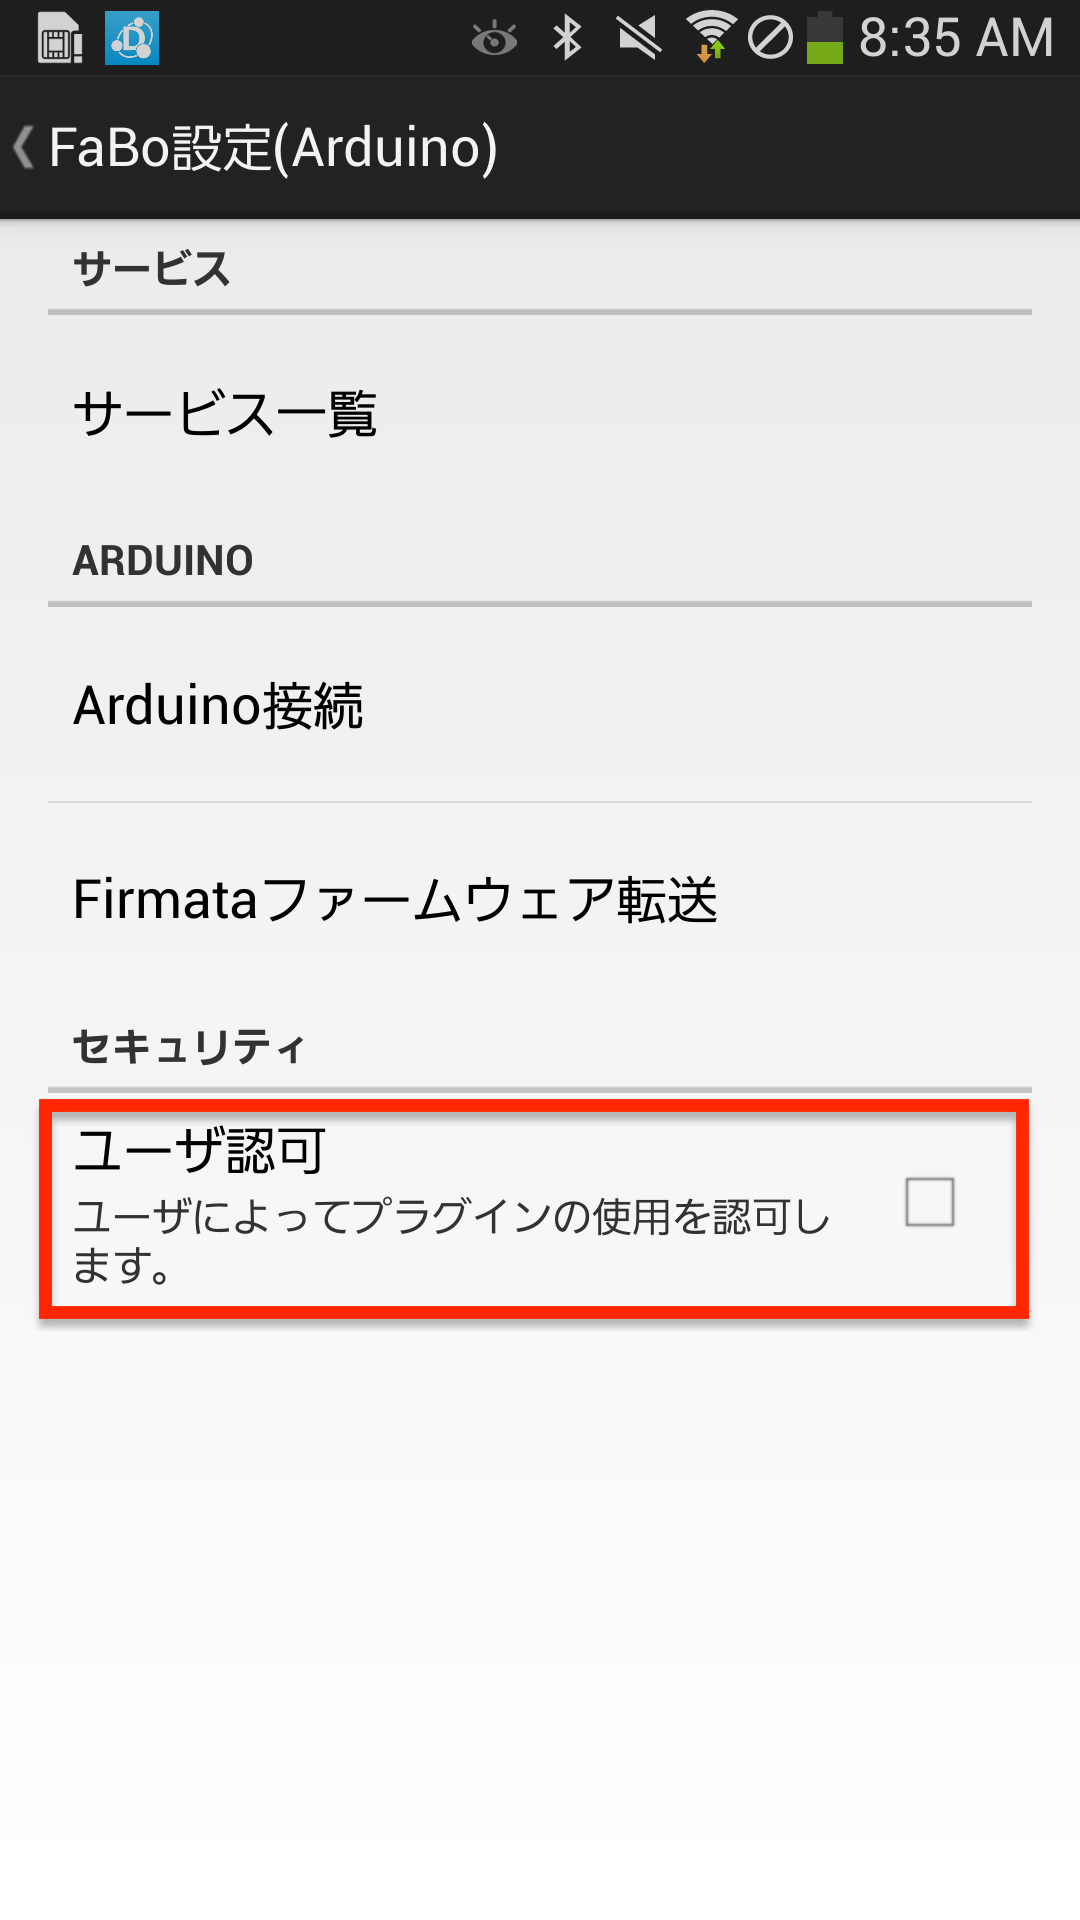 8:35 AM
FaBo設定(Arduino)
サービス
サービス一覧
ARDUINO
Arduino接続
Firmataファームウェア転送
セキュリティ
ユーザ認可
ユーザによってプラグインの使用を認可し
ます。